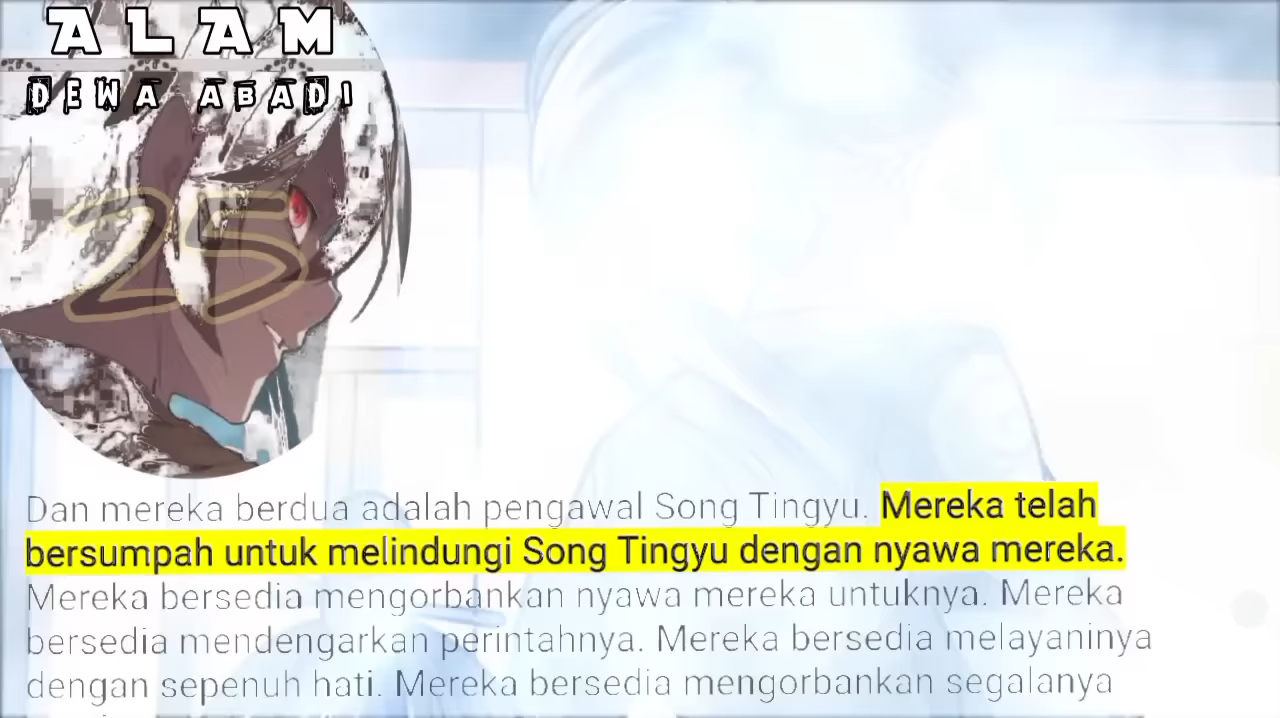 ALAM
DEWA ABADI
25
Dan mereka berdua adalah pengawal Song Tingyu. Mereka telah
bersumpah untuk melindungi Song Tingyu dengan nyawa mereka.
Mereka bersedia mengorbankan nyawa mereka untuknya. Mereka
bersedia mendengarkan perintahnya. Mereka bersedia melayaninya
dengan sepenuh hati. Mereka bersedia mengorbankan segalanya